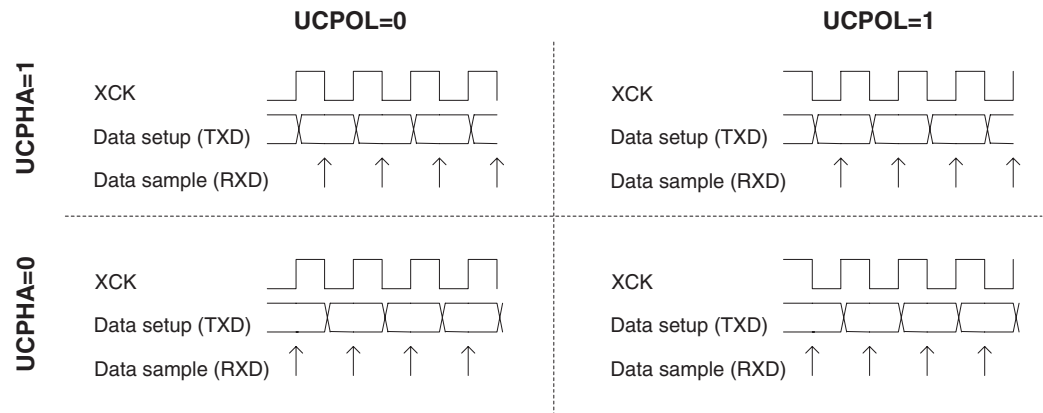 UCPOL=0
UCPOL=1
UCPHA=1
XCK
Data setup (TXD)
Data sample (RXD)
XCK
Data setup (TXD)
Data sample (RXD)
UCPHA=0
XCK
Data setup (TXD)
Data sample (RXD)
XCK
Data setup (TXD)
Data sample (RXD)